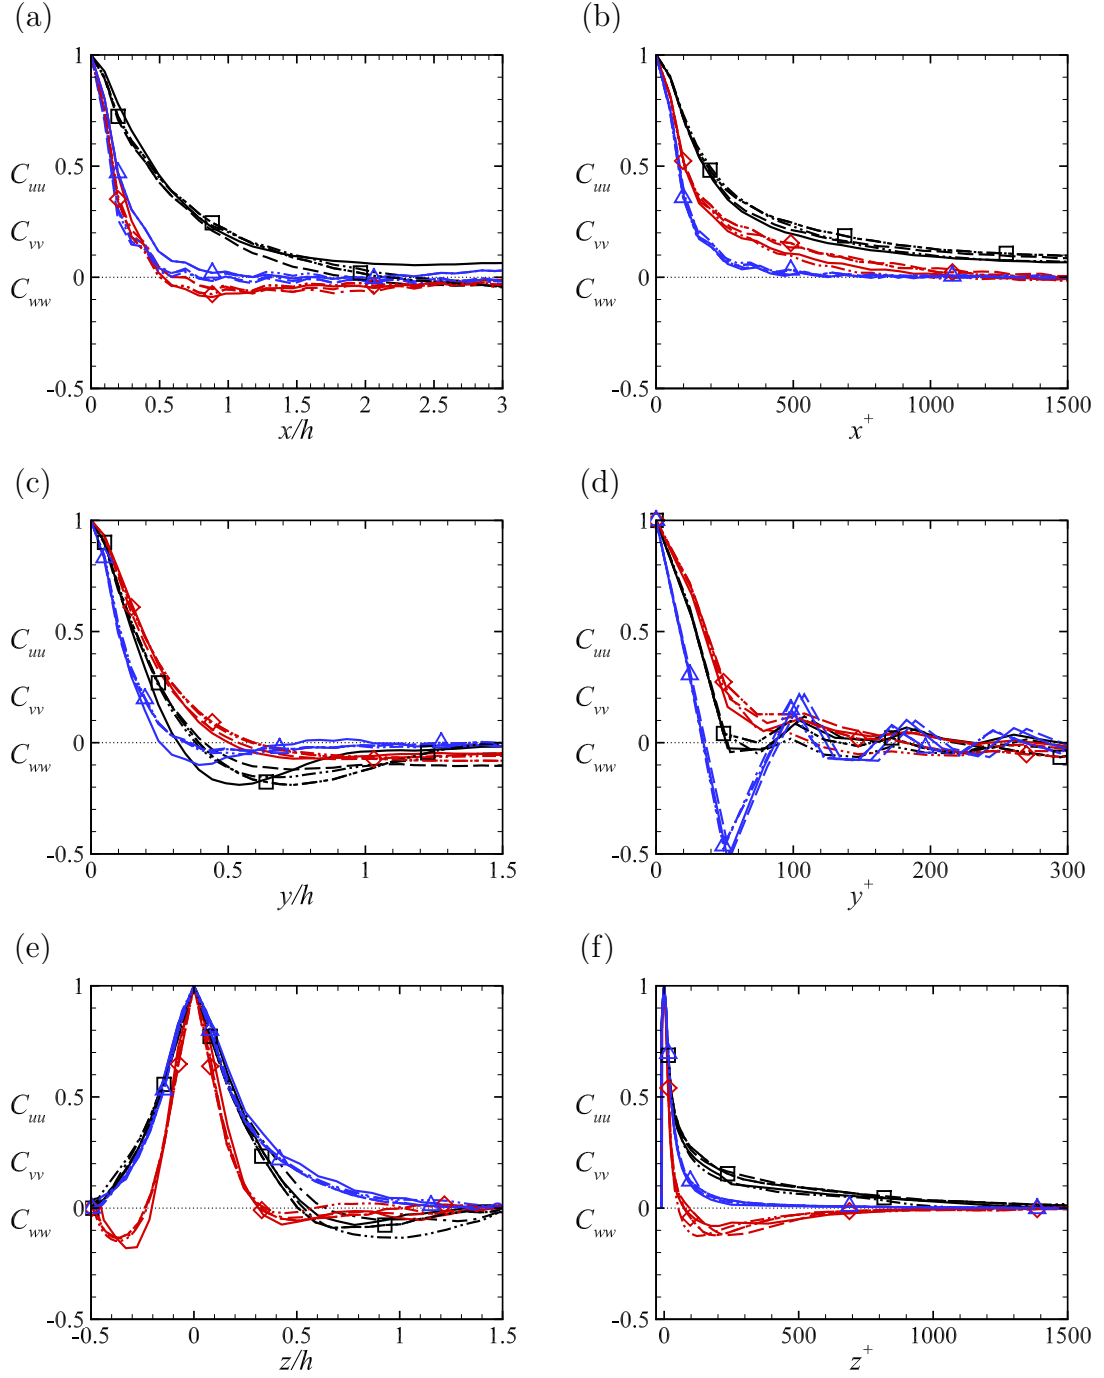 (a)
1
0.5
0
-0.5
C_uu
C_vv
C_ww
0 0.5 1 1.5 2 2.5 3
x/h
(b)
1
0.5
0
-0.5
C_uu
C_vv
C_ww
0 500 1000 1500
x^+
(c)
1
0.5
0
-0.5
C_uu
C_vv
C_ww
0 0.5 1 1.5
y/h
(d)
1
0.5
0
-0.5
C_uu
C_vv
C_ww
0 100 200 300
y^+
(e)
1
0.5
0
-0.5
C_uu
C_vv
C_ww
-0.5 0 0.5 1 1.5
z/h
(f)
1
0.5
0
-0.5
C_uu
C_vv
C_ww
0 500 1000 1500
z^+